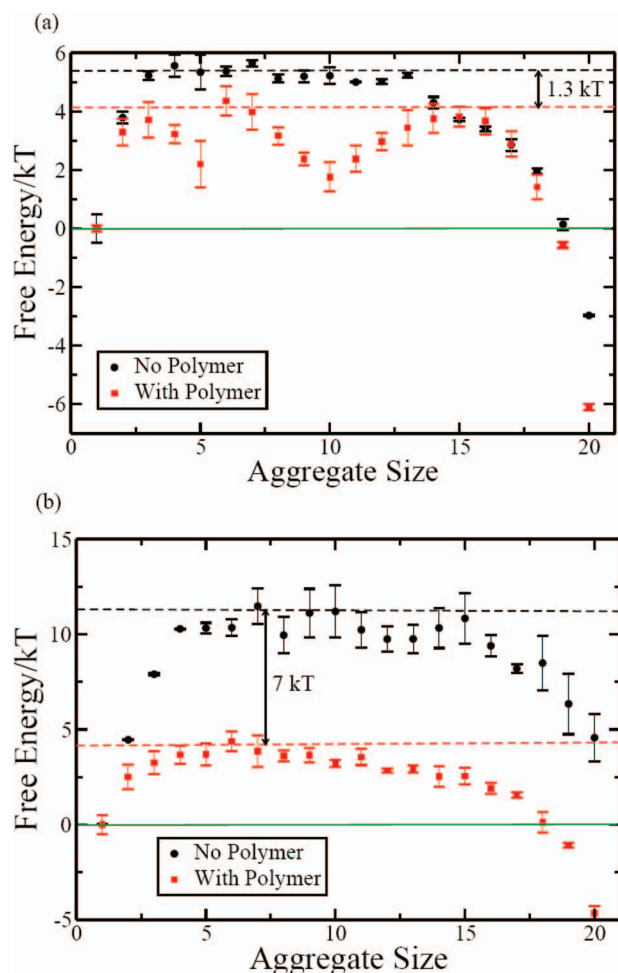 (a)
6
4
2
0
-2
-4
-6
Free Energy/kT
1.3 kT
No Polymer
With Polymer
0 5 10 15 20
Aggregate Size
(b)
15
10
5
0
-5
Free Energy/kT
7 kT
No Polymer
With Polymer
0 5 10 15 20
Aggregate Size